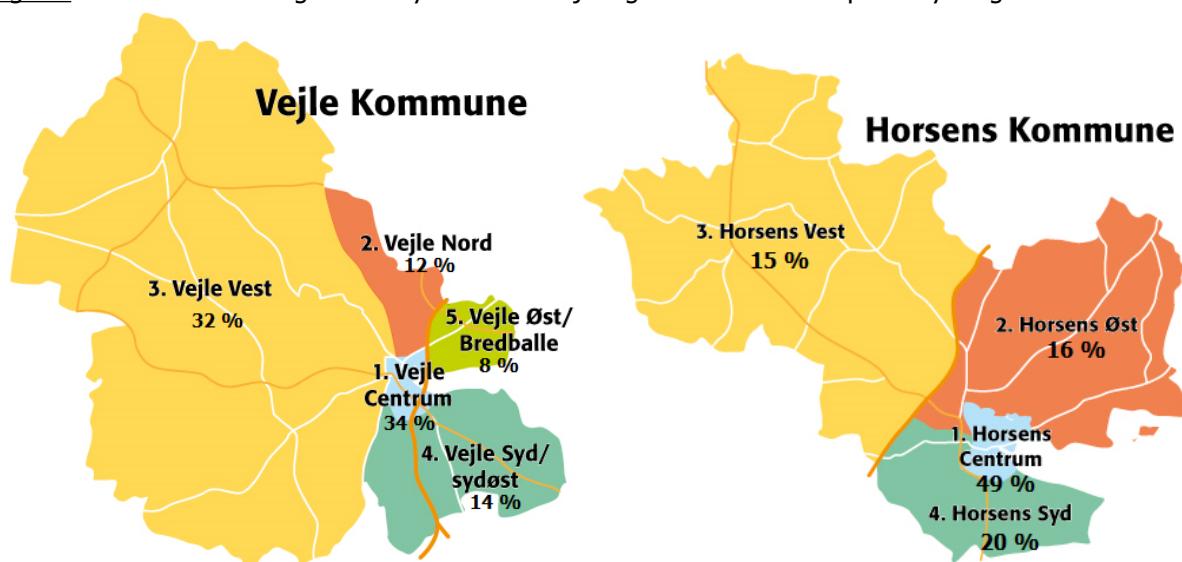 Vejle Kommune
2. Vejle Nord
12 %
3. Vejle Vest
32 %
5. Vejle Øst/
Bredballe
8 %
1. Vejle
Centrum
34 %
4. Vejle Syd/
sydøst
14 %
Horsens Kommune
3. Horsens Vest
15 %
2. Horsens Øst
16 %
1. Horsens
Centrum
49 %
4. Horsens Syd
20 %